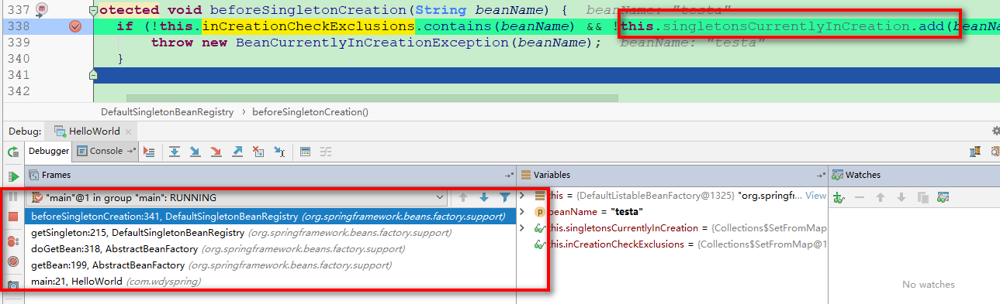 337 otected void beforeSingletonCreation(String beanName) { beanName: "testa"
338 if (!this.inCreationCheckExclusions.contains(beanName) && !this.singletonsCurrentlyInCreation.add(beanNa
339 throw new BeanCurrentlyInCreationException(beanName); beanName: "testa"
340 }
341
342
DefaultSingletonBeanRegistry › beforeSingletonCreation()
Debug: HelloWorld
Debugger Console
Frames Variables Watches
"main"@1 in group "main": RUNNING
beforeSingletonCreation:341, DefaultSingletonBeanRegistry (org.springframework.beans.factory.support)
getSingleton:215, DefaultSingletonBeanRegistry (org.springframework.beans.factory.support)
doGetBean:318, AbstractBeanFactory (org.springframework.beans.factory.support)
getBean:199, AbstractBeanFactory (org.springframework.beans.factory.support)
main:21, HelloWorld (com.wdyspring)
this = {DefaultListableBeanFactory@1325} "org.springf... View
beanName = "testa"
this.singletonsCurrentlyInCreation = {Collections$SetFromMap
this.inCreationCheckExclusions = {Collections$SetFromMap@1
No watches